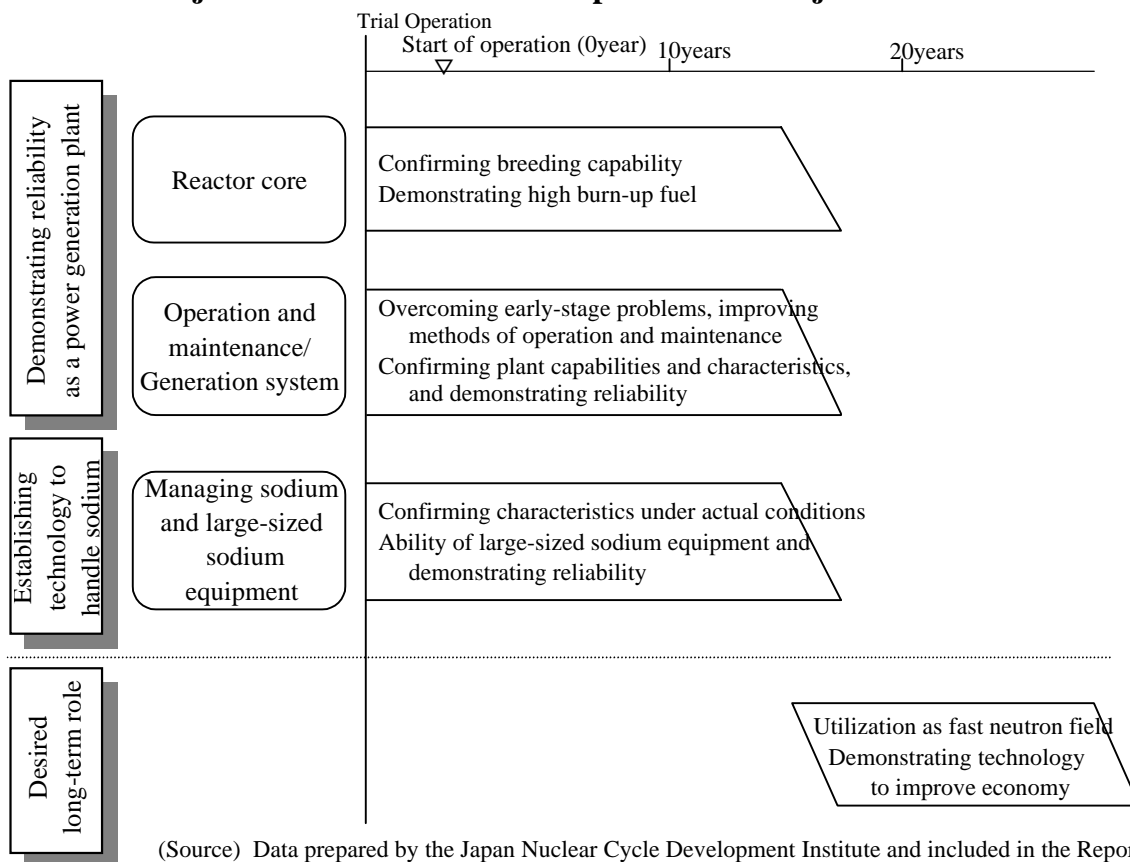 Trial Operation
Start of operation (0year)
10years
20years
Demonstrating reliability
as a power generation plant
Reactor core
Confirming breeding capability
Demonstrating high burn-up fuel
Operation and
maintenance/
Generation system
Overcoming early-stage problems, improving
methods of operation and maintenance
Confirming plant capabilities and characteristics,
and demonstrating reliability
Establishing
technology to
handle sodium
Managing sodium
and large-sized
sodium
equipment
Confirming characteristics under actual conditions
Ability of large-sized sodium equipment and
demonstrating reliability
Desired
long-term role
Utilization as fast neutron field
Demonstrating technology
to improve economy
(Source) Data prepared by the Japan Nuclear Cycle Development Institute and included in the Repor